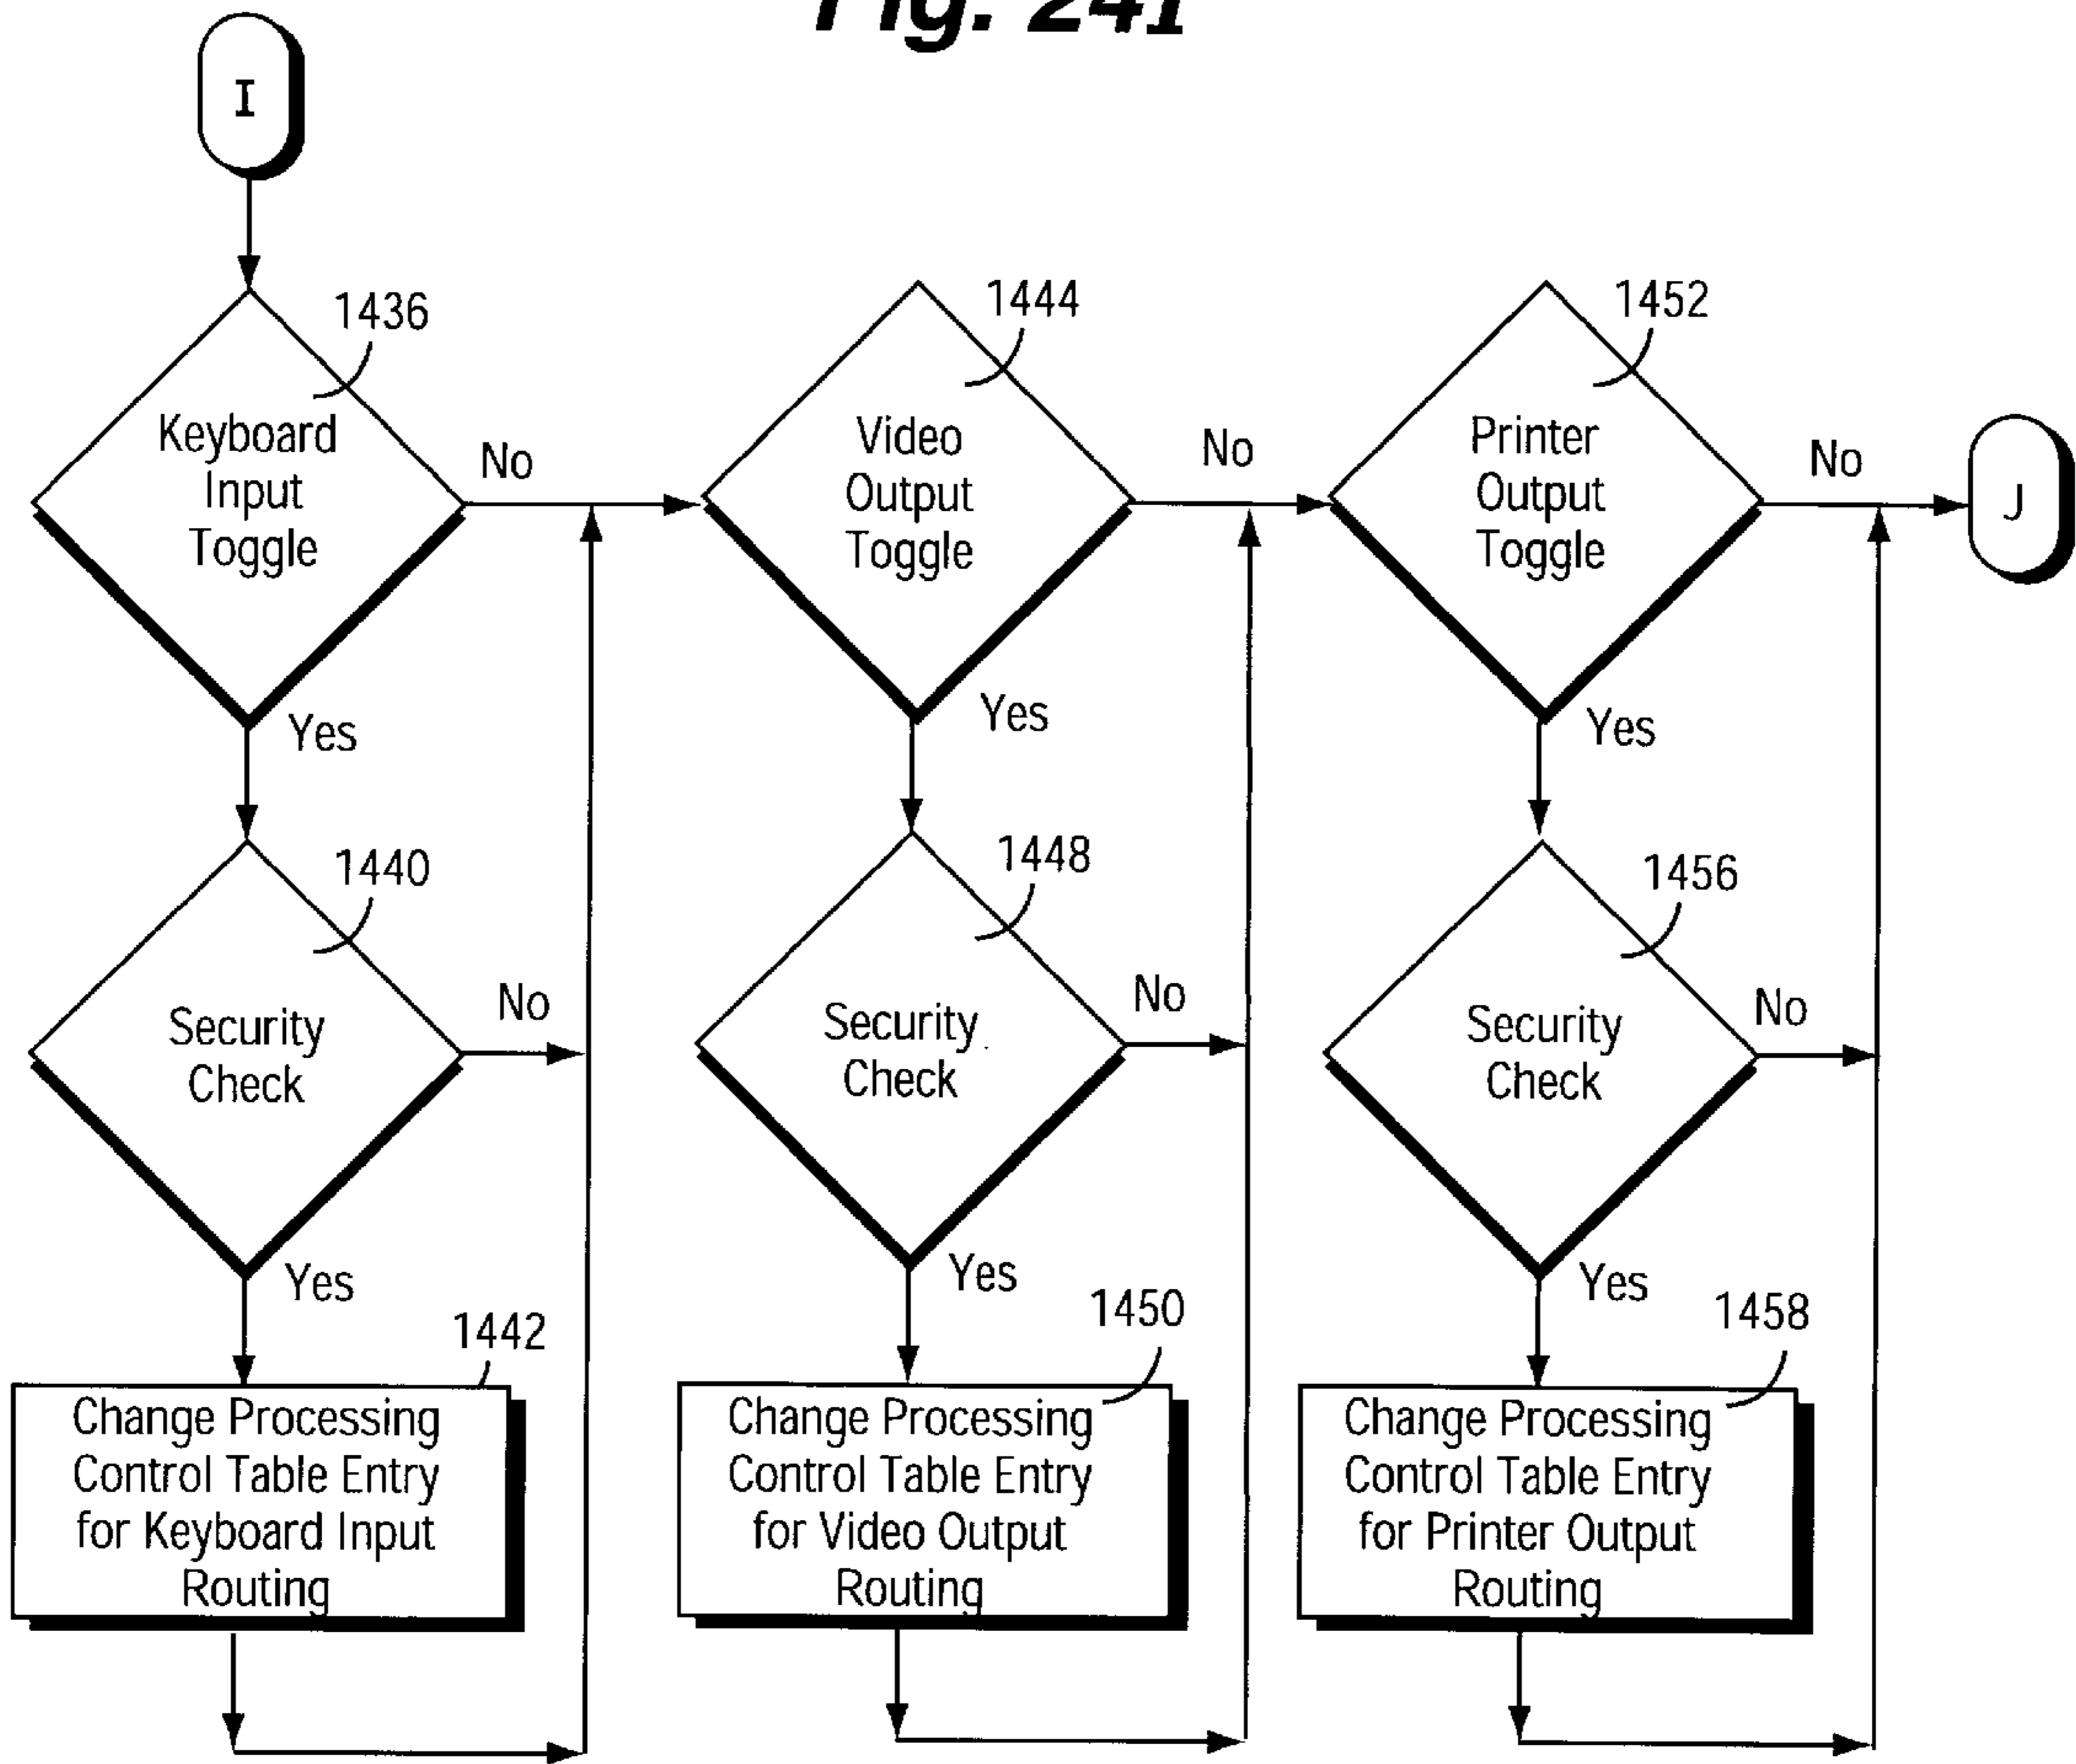 Fig. 24I
I
1436
Keyboard
Input
Toggle
No
Yes
1444
Video
Output
Toggle
No
Yes
1452
Printer
Output
Toggle
No
Yes
J
1440
Security
Check
No
Yes
1448
Security
Check
No
Yes
1456
Security
Check
No
Yes
1442
Change Processing
Control Table Entry
for Keyboard Input
Routing
1450
Change Processing
Control Table Entry
for Video Output
Routing
1458
Change Processing
Control Table Entry
for Printer Output
Routing